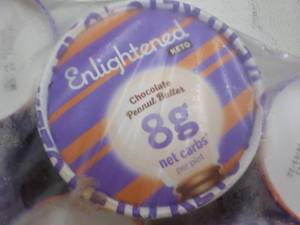 Enlightened
KETO
Chocolate
Peanut Butter
8g
net carbs*
per pint